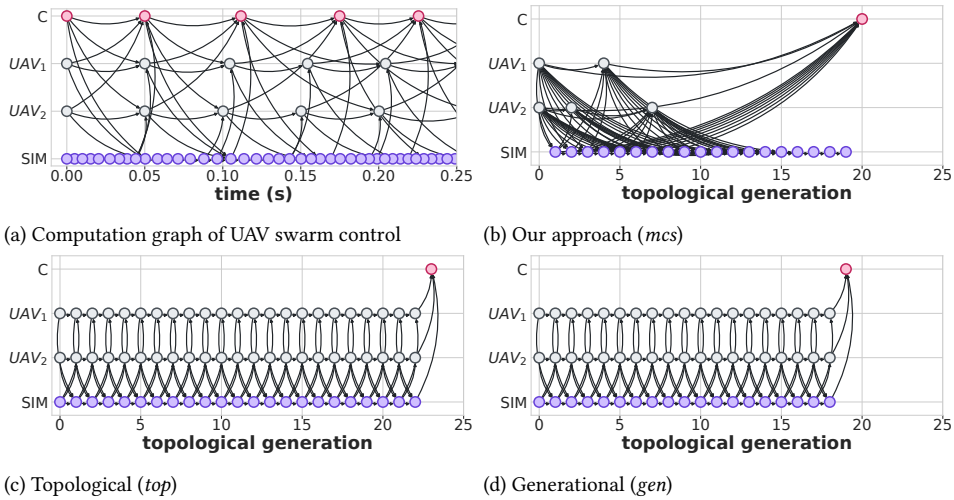 C
UAV₁
UAV₂
SIM
0.00 0.05 0.10 0.15 0.20 0.25
time (s)
(a) Computation graph of UAV swarm control
C
UAV₁
UAV₂
SIM
0 5 10 15 20 25
topological generation
(b) Our approach (mcs)
C
UAV₁
UAV₂
SIM
0 5 10 15 20 25
topological generation
(c) Topological (top)
C
UAV₁
UAV₂
SIM
0 5 10 15 20 25
topological generation
(d) Generational (gen)